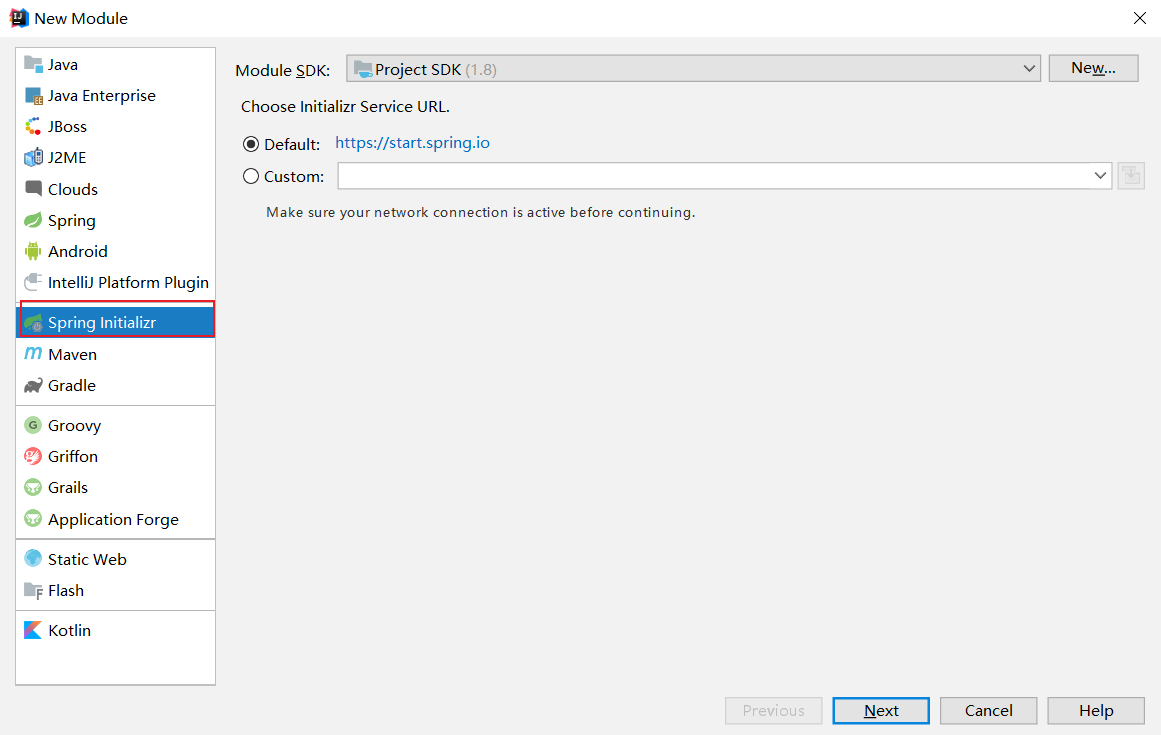 New Module
Java
Java Enterprise
JBoss
J2ME
Clouds
Spring
Android
IntelliJ Platform Plugin
Spring Initializr
Maven
Gradle
Groovy
Griffon
Grails
Application Forge
Static Web
Flash
Kotlin
Module SDK: Project SDK (1.8) New...
Choose Initializr Service URL.
Default: https://start.spring.io
Custom:
Make sure your network connection is active before continuing.
Previous Next Cancel Help